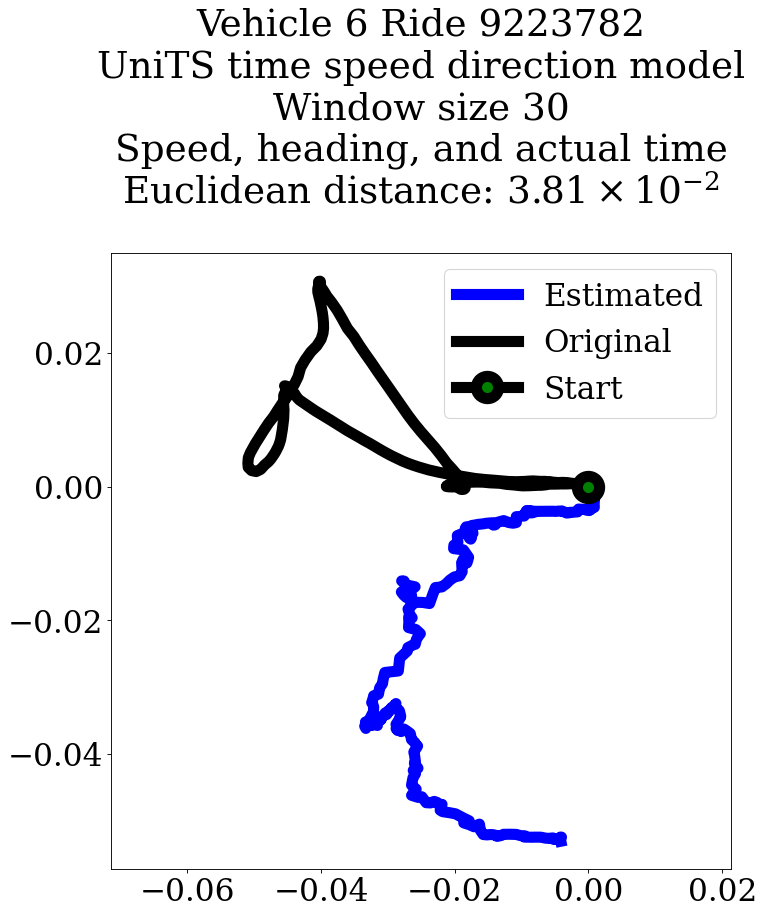 Vehicle 6 Ride 9223782
UniTS time speed direction model
Window size 30
Speed, heading, and actual time
Euclidean distance: 3.81 × 10⁻²
Estimated
Original
Start
0.02
0.00
−0.02
−0.04
−0.06 −0.04 −0.02 0.00 0.02